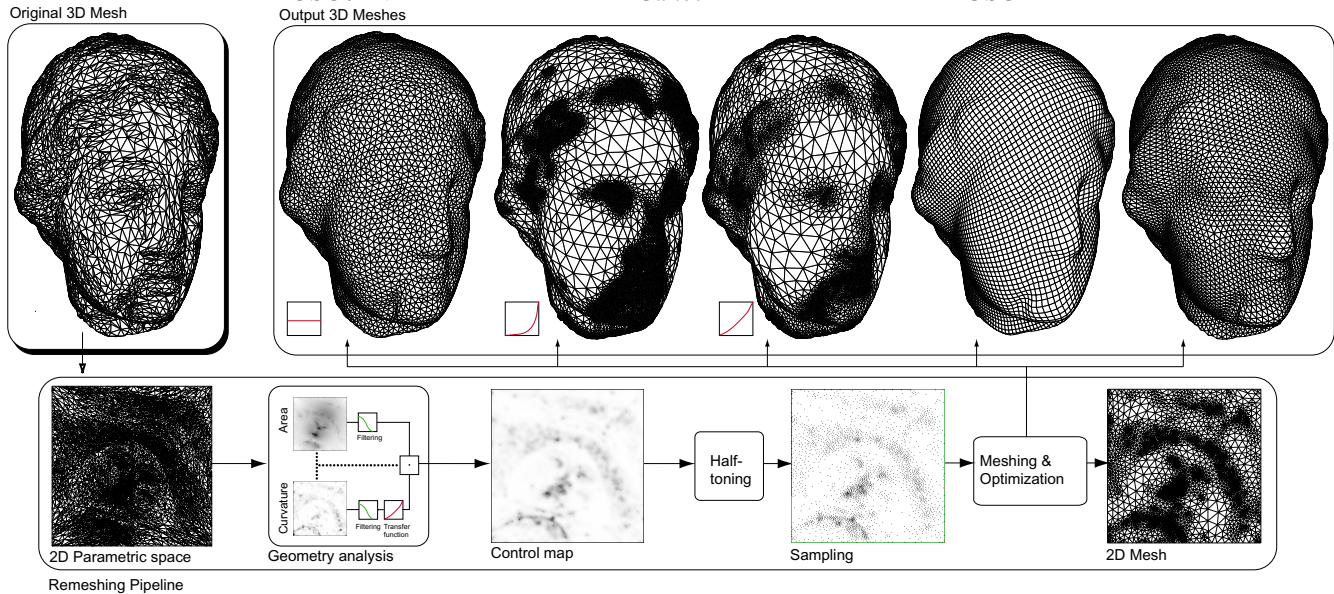 Original 3D Mesh
Output 3D Meshes
Area
Filtering
Curvature
Filtering
Transfer
function
Half-
toning
Meshing &
Optimization
2D Parametric space
Geometry analysis
Control map
Sampling
2D Mesh
Remeshing Pipeline